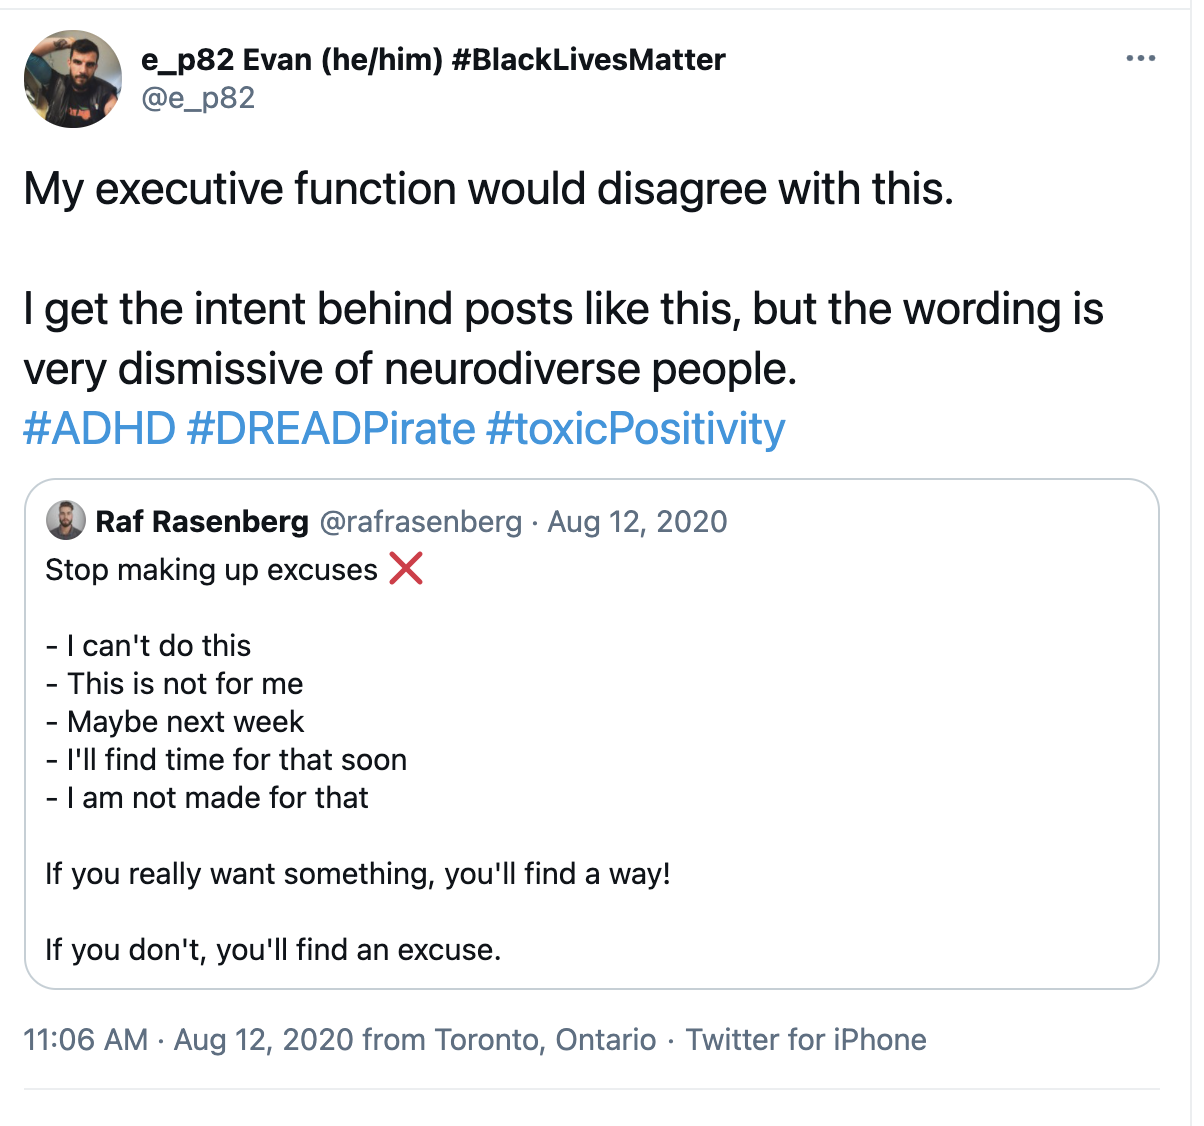 e_p82 Evan (he/him) #BlackLivesMatter
@e_p82
My executive function would disagree with this.
I get the intent behind posts like this, but the wording is
very dismissive of neurodiverse people.
#ADHD #DREADPirate #toxicPositivity
Raf Rasenberg @rafrasenberg · Aug 12, 2020
Stop making up excuses ❌
- I can't do this
- This is not for me
- Maybe next week
- I'll find time for that soon
- I am not made for that
If you really want something, you'll find a way!
If you don't, you'll find an excuse.
11:06 AM · Aug 12, 2020 from Toronto, Ontario · Twitter for iPhone